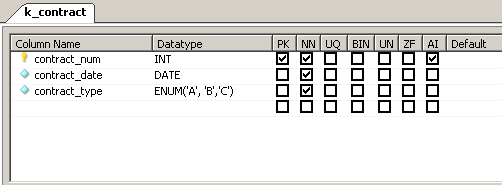 k_contract
Column Name Datatype PK NN UQ BIN UN ZF AI Default
contract_num INT
contract_date DATE
contract_type ENUM('A', 'B','C')